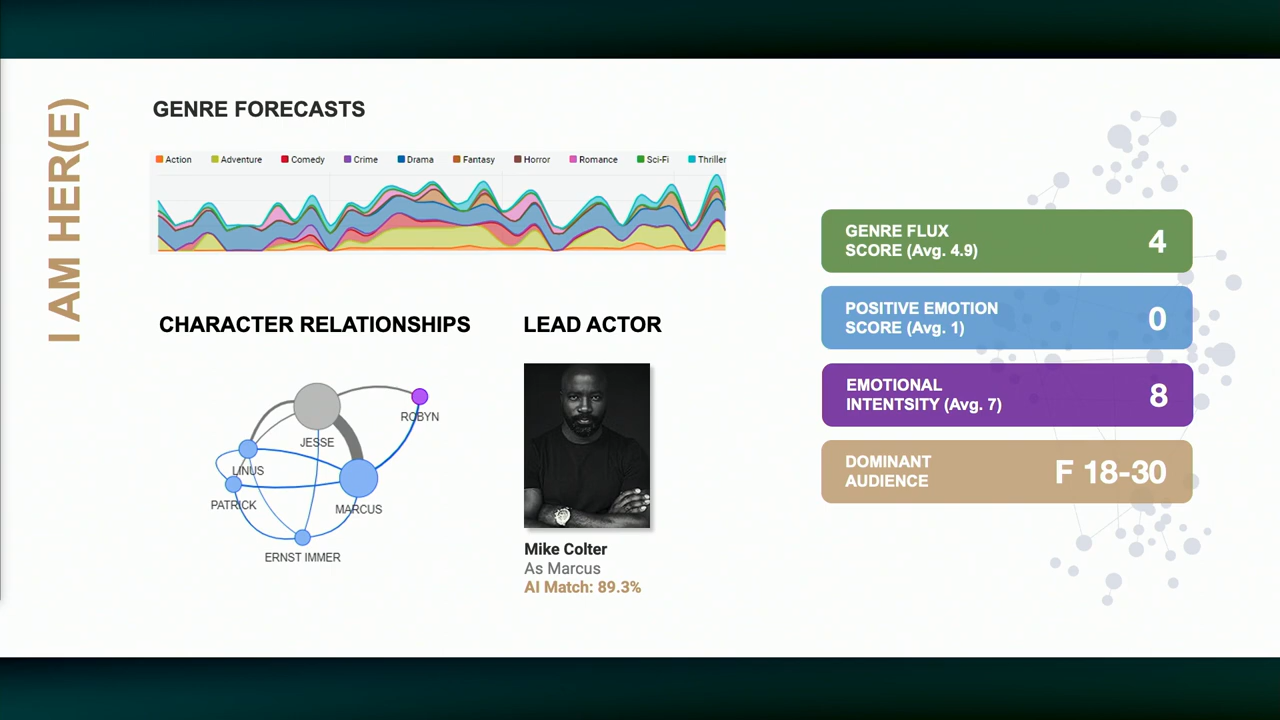 I AM HER(E)
GENRE FORECASTS
Action Adventure Comedy Crime Drama Fantasy Horror Romance Sci-Fi Thriller
CHARACTER RELATIONSHIPS
JESSE
ROBYN
LINUS
PATRICK
MARCUS
ERNST IMMER
LEAD ACTOR
Mike Colter
As Marcus
AI Match: 89.3%
GENRE FLUX
SCORE (Avg. 4.9)
4
POSITIVE EMOTION
SCORE (Avg. 1)
0
EMOTIONAL
INTENTSITY (Avg. 7)
8
DOMINANT
AUDIENCE
F 18-30